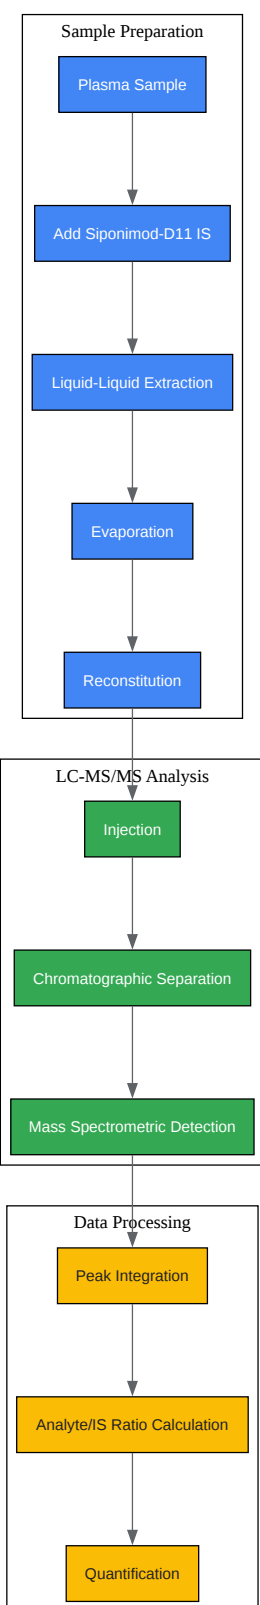 Sample Preparation
Plasma Sample
Add Siponimod-D11 IS
Liquid-Liquid Extraction
Evaporation
Reconstitution
LC-MS/MS Analysis
Injection
Chromatographic Separation
Mass Spectrometric Detection
Data Processing
Peak Integration
Analyte/IS Ratio Calculation
Quantification